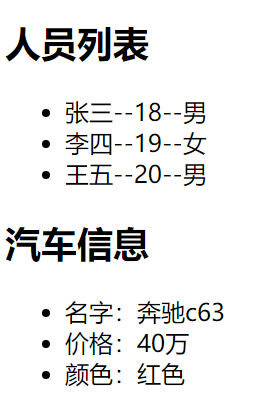 人员列表
张三--18--男
李四--19--女
王五--20--男
汽车信息
名字：奔驰c63
价格：40万
颜色：红色